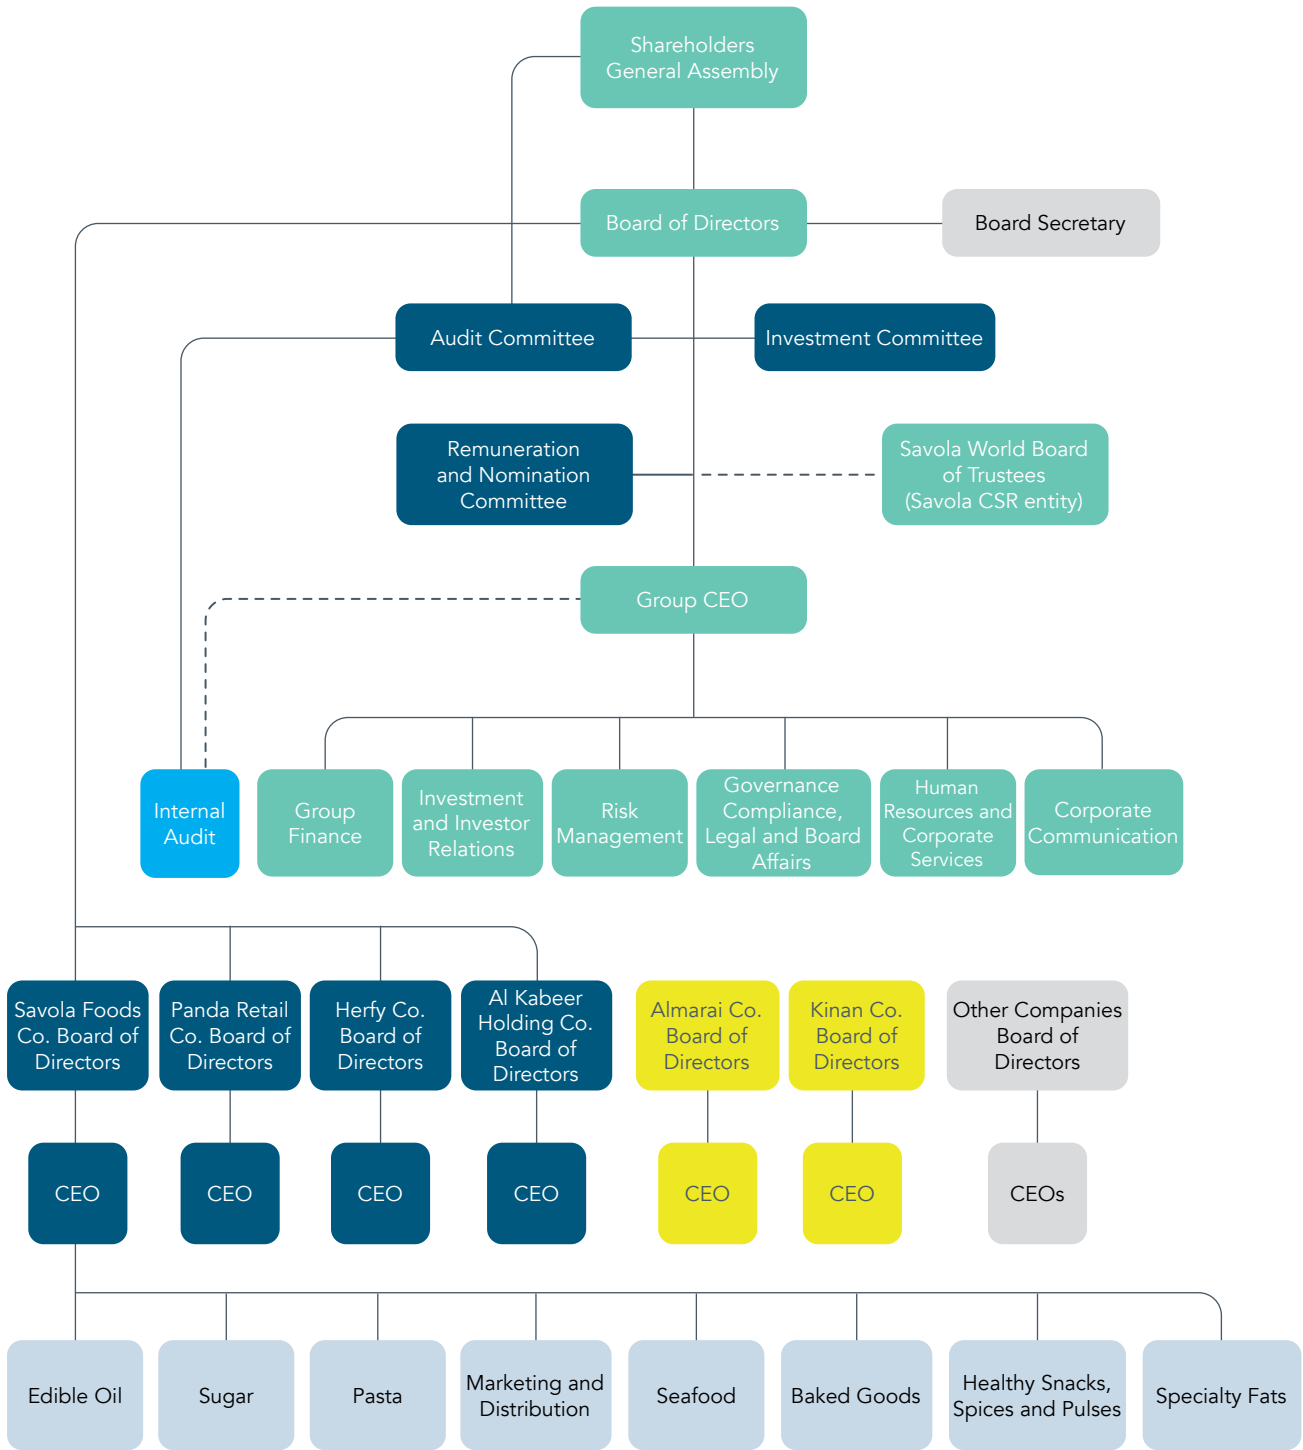 Shareholders
General Assembly
Board of Directors
Board Secretary
Audit Committee
Investment Committee
Remuneration
and Nomination
Committee
Savola World Board
of Trustees
(Savola CSR entity)
Group CEO
Internal
Audit
Group
Finance
Investment
and Investor
Relations
Risk
Management
Governance
Compliance,
Legal and Board
Affairs
Human
Resources and
Corporate
Services
Corporate
Communication
Savola Foods
Co. Board of
Directors
Panda Retail
Co. Board of
Directors
Herfy Co.
Board of
Directors
Al Kabeer
Holding Co.
Board of
Directors
Almarai Co.
Board of
Directors
Kinan Co.
Board of
Directors
Other Companies
Board of
Directors
CEO
CEO
CEO
CEO
CEO
CEO
CEOs
Edible Oil
Sugar
Pasta
Marketing and
Distribution
Seafood
Baked Goods
Healthy Snacks,
Spices and Pulses
Specialty Fats